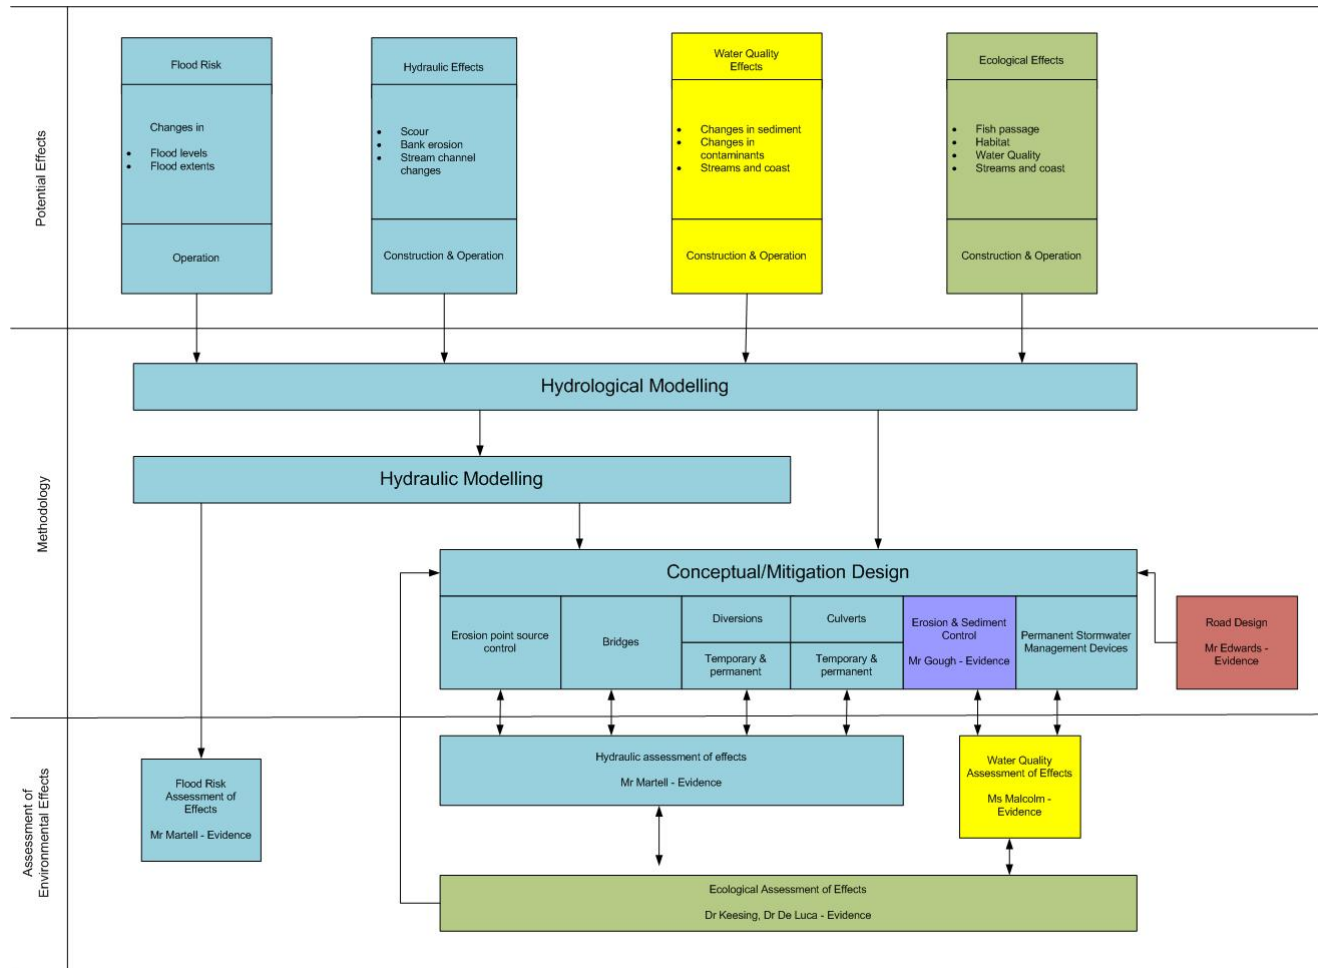 Potential Effects
Flood Risk
Changes in
Flood levels
Flood extents
Operation
Hydraulic Effects
Scour
Bank erosion
Stream channel
changes
Construction & Operation
Water Quality
Effects
Changes in sediment
Changes in
contaminants
Streams and coast
Construction & Operation
Ecological Effects
Fish passage
Habitat
Water Quality
Streams and coast
Construction & Operation
Methodology
Hydrological Modelling
Hydraulic Modelling
Conceptual/Mitigation Design
Erosion point source
control
Bridges
Diversions
Temporary &
permanent
Culverts
Temporary &
permanent
Erosion & Sediment
Control
Mr Gough - Evidence
Permanent Stormwater
Management Devices
Road Design
Mr Edwards -
Evidence
Assessment of
Environmental Effects
Flood Risk
Assessment of
Effects
Mr Martell - Evidence
Hydraulic assessment of effects
Mr Martell - Evidence
Water Quality
Assessment of Effects
Ms Malcolm -
Evidence
Ecological Assessment of Effects
Dr Keesing, Dr De Luca - Evidence